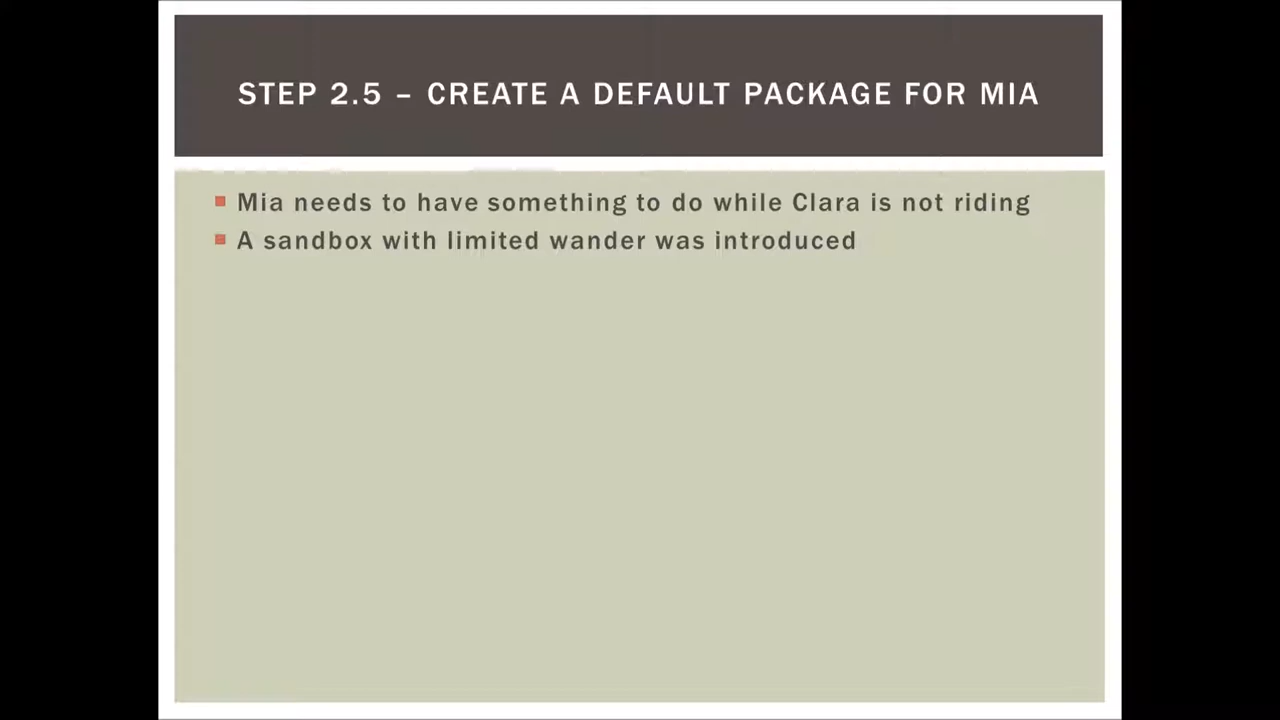 STEP 2.5 – CREATE A DEFAULT PACKAGE FOR MIA
Mia needs to have something to do while Clara is not riding
A sandbox with limited wander was introduced